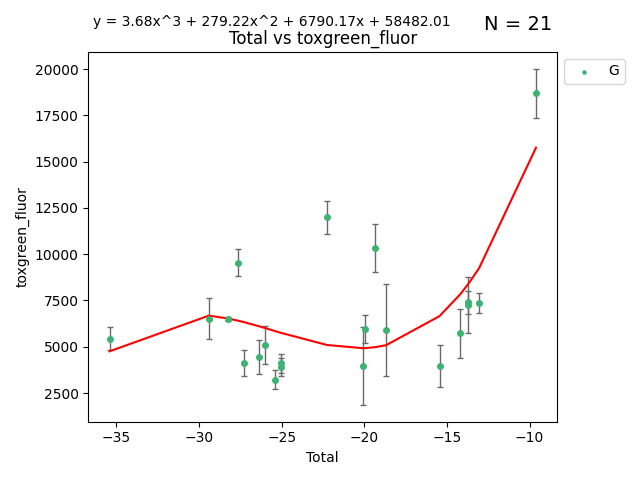 y = 3.68x^3 + 279.22x^2 + 6790.17x + 58482.01
N = 21
Total vs toxgreen_fluor
G
20000
17500
15000
12500
10000
7500
5000
2500
toxgreen_fluor
−35
−30
−25
−20
−15
−10
Total